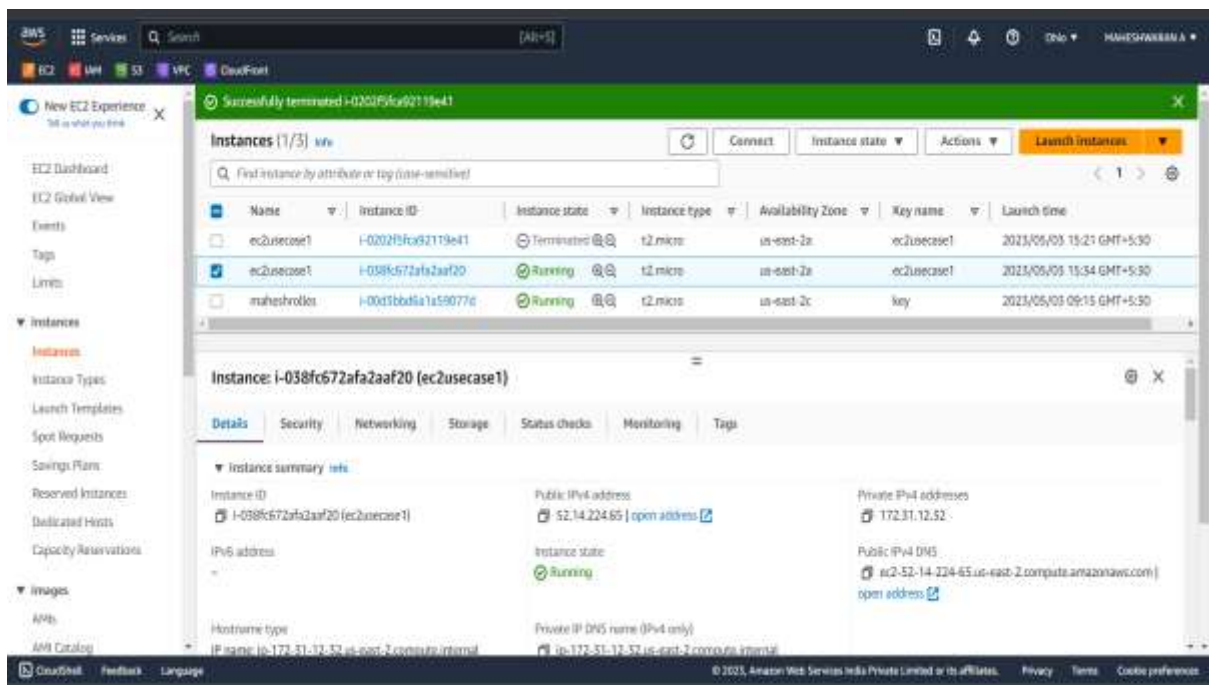 aws Services Search [Alt+S] Ohio MAHESHWARAN A
EC2 IAM S3 VPC CloudFront
New EC2 Experience
Tell us what you think
EC2 Dashboard
EC2 Global View
Events
Tags
Limits
Instances
Instances
Instance Types
Launch Templates
Spot Requests
Savings Plans
Reserved Instances
Dedicated Hosts
Capacity Reservations
Images
AMIs
AMI Catalog
Successfully terminated i-0202f5fca92119e41
Instances (1/3) Info Connect Instance state Actions Launch instances
Find instance by attribute or tag (case-sensitive) 1
Name Instance ID Instance state Instance type Availability Zone Key name Launch time
ec2usecase1 i-0202f5fca92119e41 Terminated t2.micro us-east-2a ec2usecase1 2023/05/03 15:21 GMT+5:30
ec2usecase1 i-038fc672afa2aaf20 Running t2.micro us-east-2a ec2usecase1 2023/05/03 15:34 GMT+5:30
Running t2.micro us-east-2c key 2023/05/03 09:15 GMT+5:30
Instance: i-038fc672afa2aaf20 (ec2usecase1)
Details Security Networking Storage Status checks Monitoring Tags
Instance summary Info
Instance ID Public IPv4 address Private IPv4 addresses
i-038fc672afa2aaf20 (ec2usecase1) 52.14.224.65 | open address 172.31.12.52
IPv6 address Instance state Public IPv4 DNS
– Running ec2-52-14-224-65.us-east-2.compute.amazonaws.com |
open address
Hostname type Private IP DNS name (IPv4 only)
IP name: ip-172-31-12-52.us-east-2.compute.internal ip-172-31-12-52.us-east-2.compute.internal
CloudShell Feedback Language © 2023, Amazon Web Services India Private Limited or its affiliates. Privacy Terms Cookie preferences